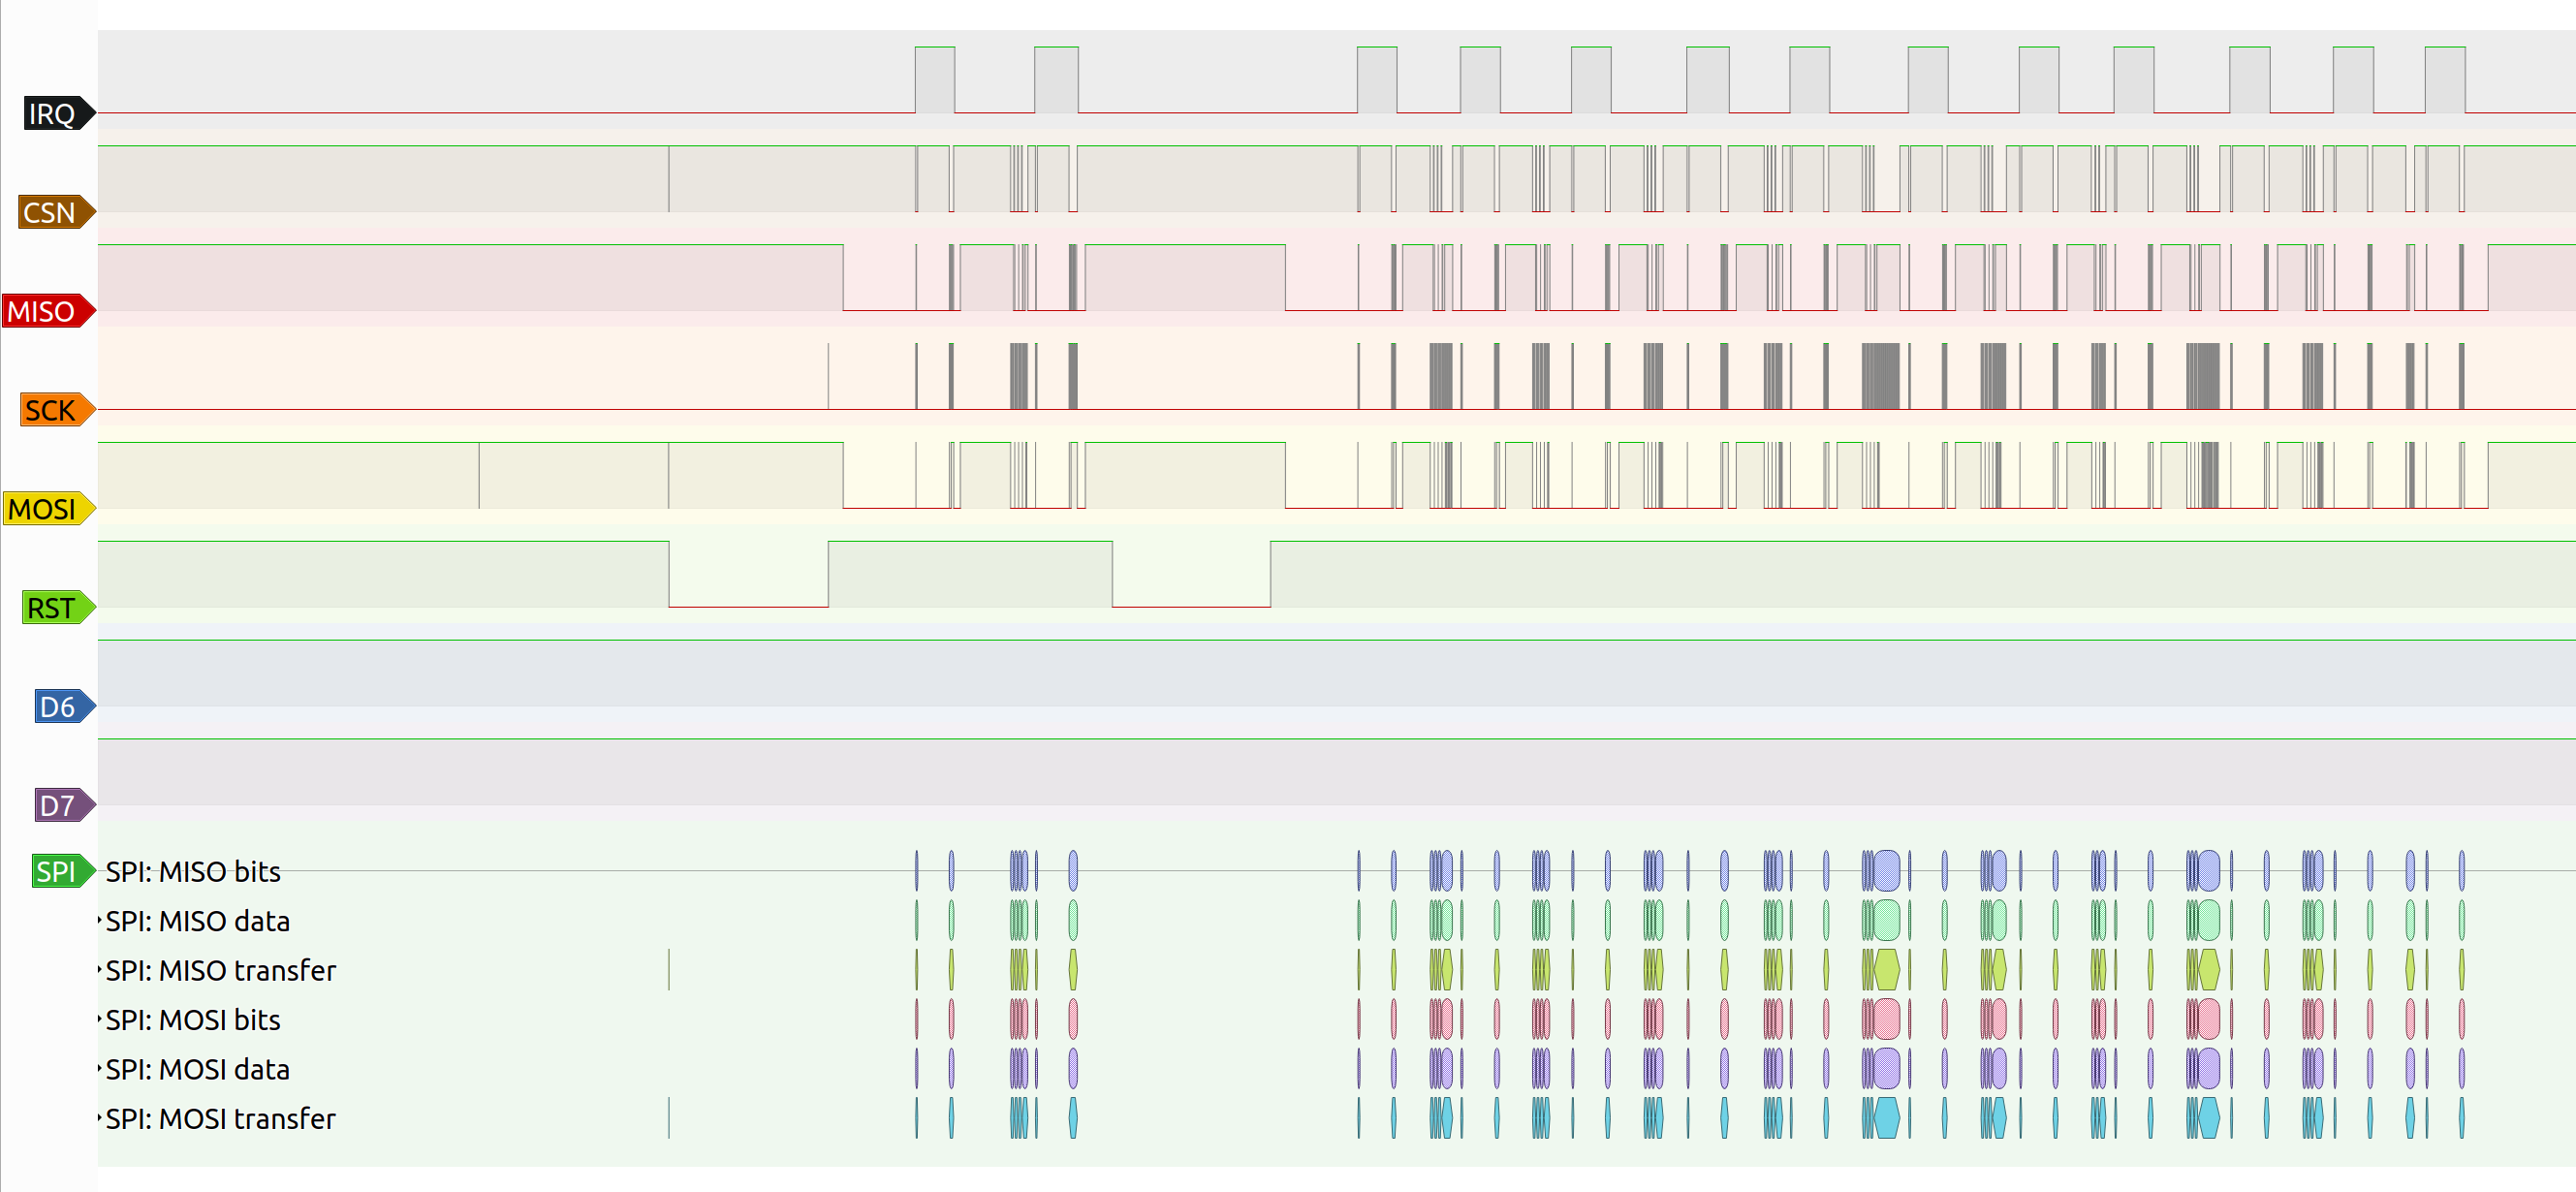 IRQ
CSN
MISO
SCK
MOSI
RST
D6
D7
SPI
SPI: MISO bits
SPI: MISO data
SPI: MISO transfer
SPI: MOSI bits
SPI: MOSI data
SPI: MOSI transfer